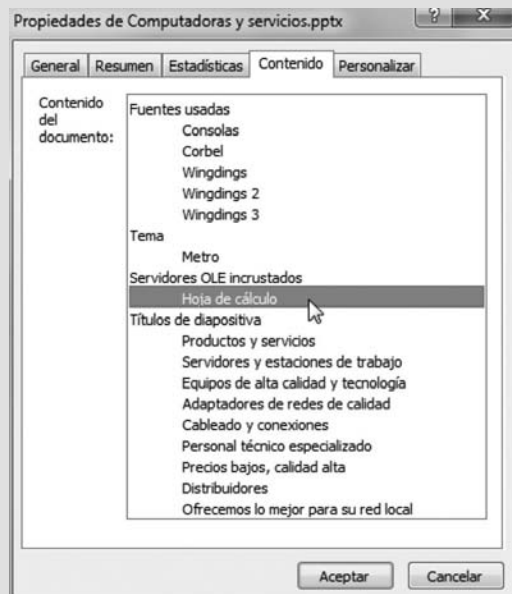 Propiedades de Computadoras y servicios.pptx
General Resumen Estadísticas Contenido Personalizar
Contenido
del
documento:
Fuentes usadas
Consolas
Corbel
Wingdings
Wingdings 2
Wingdings 3
Tema
Metro
Servidores OLE incrustados
Hoja de cálculo
Títulos de diapositiva
Productos y servicios
Servidores y estaciones de trabajo
Equipos de alta calidad y tecnología
Adaptadores de redes de calidad
Cableado y conexiones
Personal técnico especializado
Precios bajos, calidad alta
Distribuidores
Ofrecemos lo mejor para su red local
Aceptar Cancelar